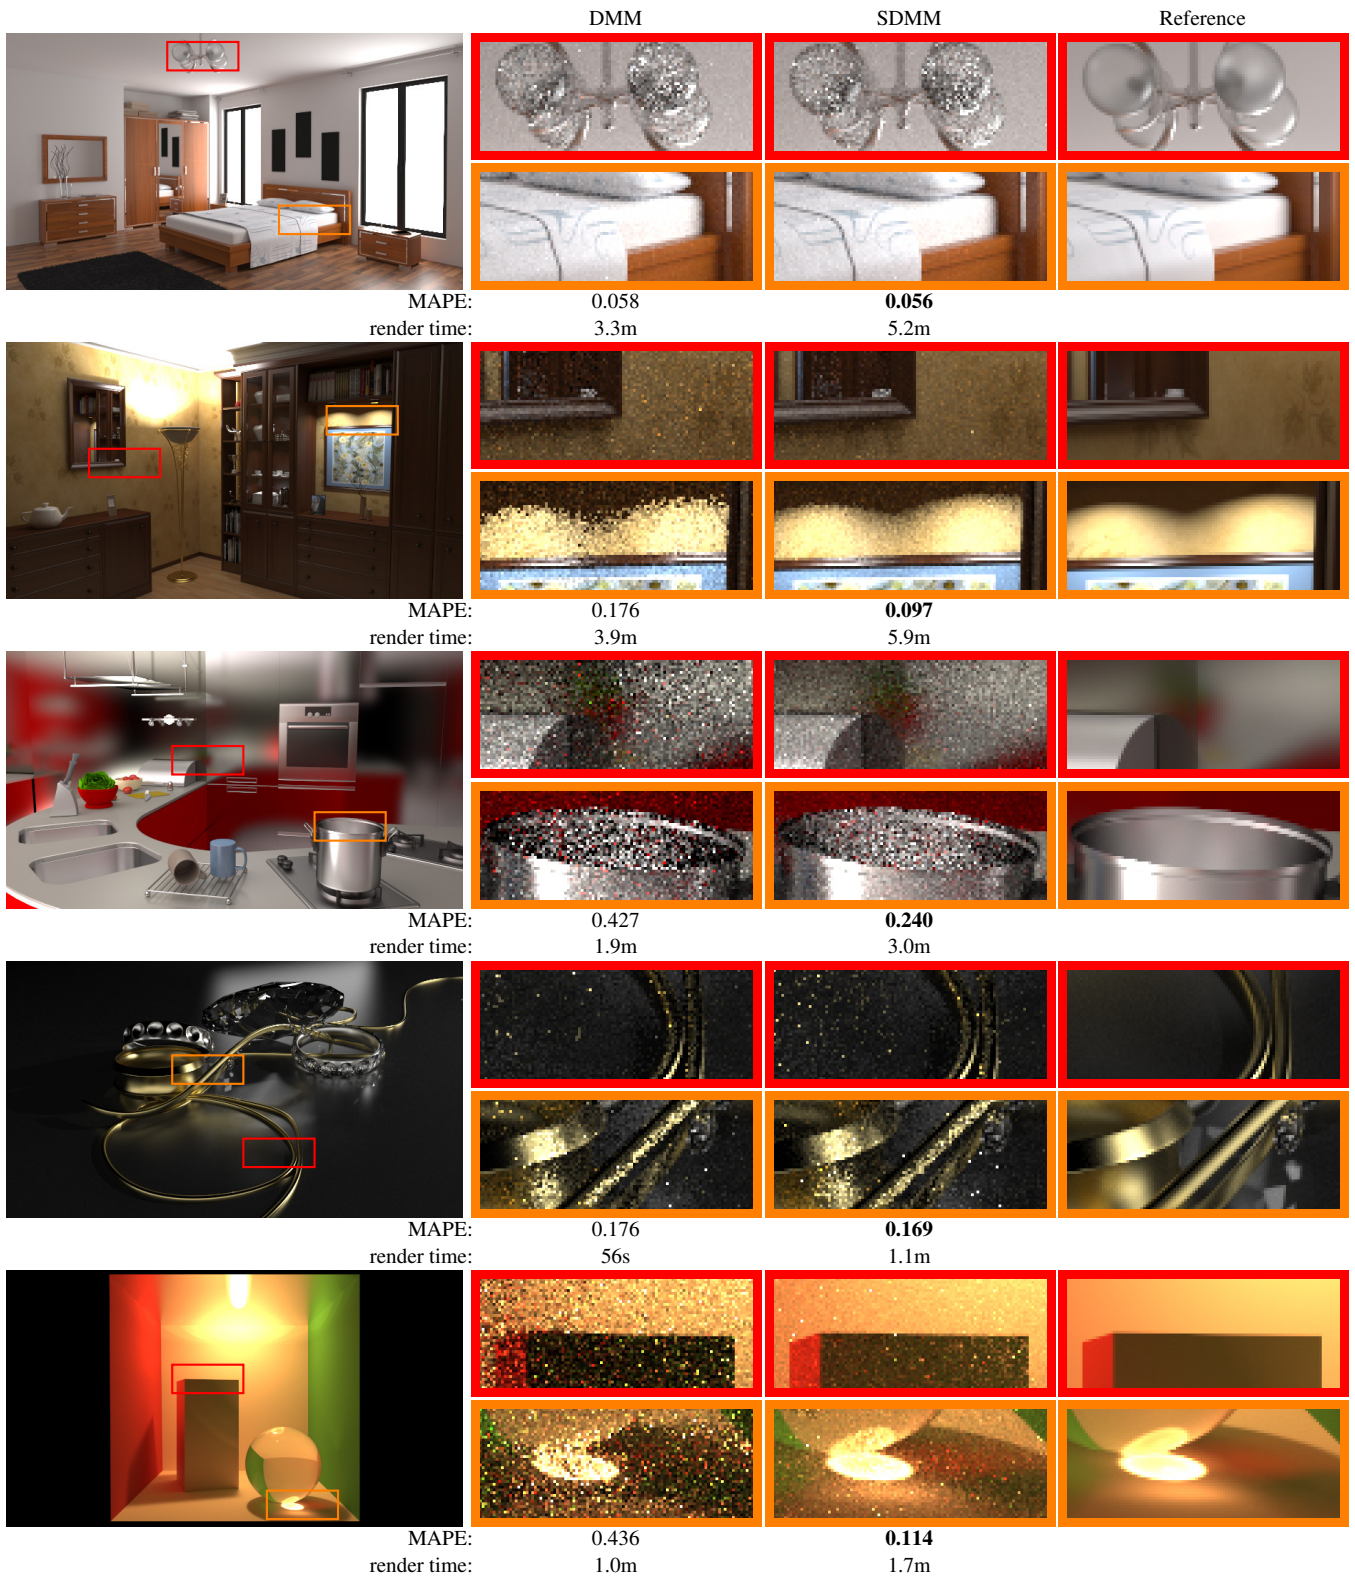 DMM SDMM Reference
MAPE: 0.058 0.056
render time: 3.3m 5.2m
MAPE: 0.176 0.097
render time: 3.9m 5.9m
MAPE: 0.427 0.240
render time: 1.9m 3.0m
MAPE: 0.176 0.169
render time: 56s 1.1m
MAPE: 0.436 0.114
render time: 1.0m 1.7m